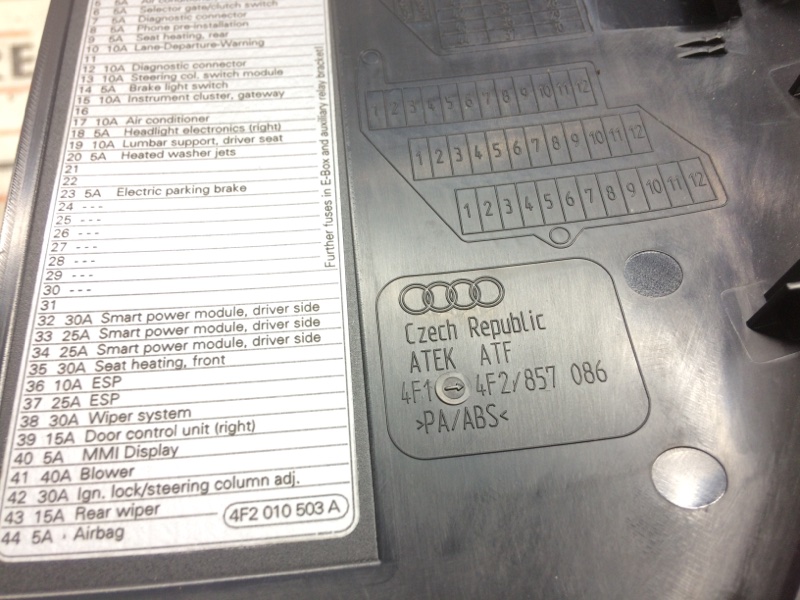 5A Selector gate/clutch switch
7 5A Diagnostic connector
8 5A Phone pre-installation
9 5A Seat heating, rear
10 10A Lane-Departure-Warning
11
12 10A Diagnostic connector
13 10A Steering col. switch module
14 5A Brake light switch
15 10A Instrument cluster, gateway
16
17 10A Air conditioner
18 5A Headlight electronics (right)
19 10A Lumbar support, driver seat
20 5A Heated washer jets
21
22
23 5A Electric parking brake
24 - - -
25 - - -
26 - - -
27 - - -
28 - - -
29 - - -
30 - - -
31
32 30A Smart power module, driver side
33 25A Smart power module, driver side
34 25A Smart power module, driver side
35 30A Seat heating, front
36 10A ESP
37 25A ESP
38 30A Wiper system
39 15A Door control unit (right)
40 5A MMI Display
41 40A Blower
42 30A Ign. lock/steering column adj.
43 15A Rear wiper
44 5A · Airbag
4F2 010 503 A
Further fuses in E-Box and auxiliary relay bracket!
1 2 3 4 5 6 7 8 9 10 11 12
1 2 3 4 5 6 7 8 9 10 11 12
1 2 3 4 5 6 7 8 9 10 11 12
Czech Republic
ATEK ATF
4F1 → 4F2/857 086
>PA/ABS<